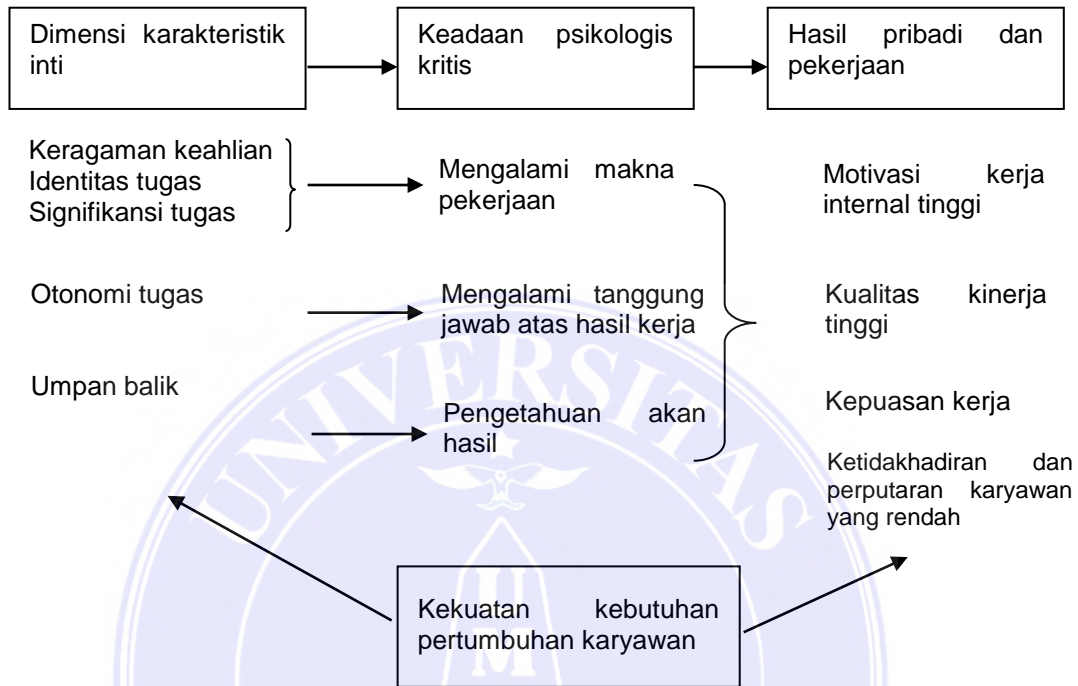 Dimensi karakteristik
inti
Keadaan psikologis
kritis
Hasil pribadi dan
pekerjaan
Keragaman keahlian
Identitas tugas
Signifikansi tugas
Mengalami makna
pekerjaan
Motivasi kerja
internal tinggi
Otonomi tugas
Mengalami tanggung
jawab atas hasil kerja
Kualitas kinerja
tinggi
Umpan balik
Pengetahuan akan
hasil
Kepuasan kerja
Ketidakhadiran dan
perputaran karyawan
yang rendah
Kekuatan kebutuhan
pertumbuhan karyawan
UNIVERSITAS
U
M